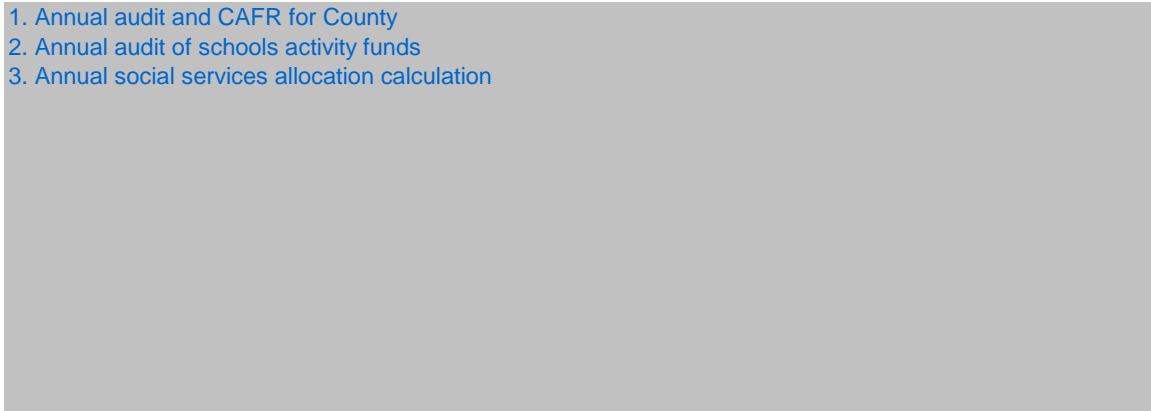 1. Annual audit and CAFR for County
2. Annual audit of schools activity funds
3. Annual social services allocation calculation